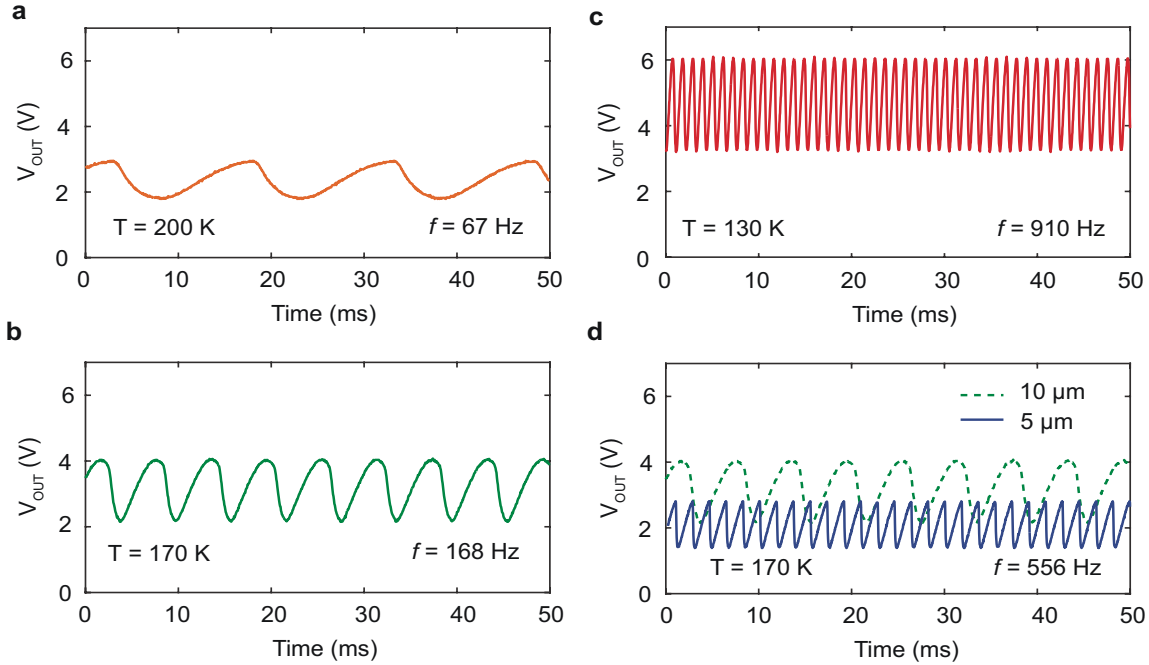 a
V_OUT (V)
6
4
2
0
T = 200 K
f = 67 Hz
0 10 20 30 40 50
Time (ms)
b
V_OUT (V)
6
4
2
0
T = 170 K
f = 168 Hz
0 10 20 30 40 50
Time (ms)
c
V_OUT (V)
6
4
2
0
T = 130 K
f = 910 Hz
0 10 20 30 40 50
Time (ms)
d
V_OUT (V)
6
4
2
0
10 µm
5 µm
T = 170 K
f = 556 Hz
0 10 20 30 40 50
Time (ms)